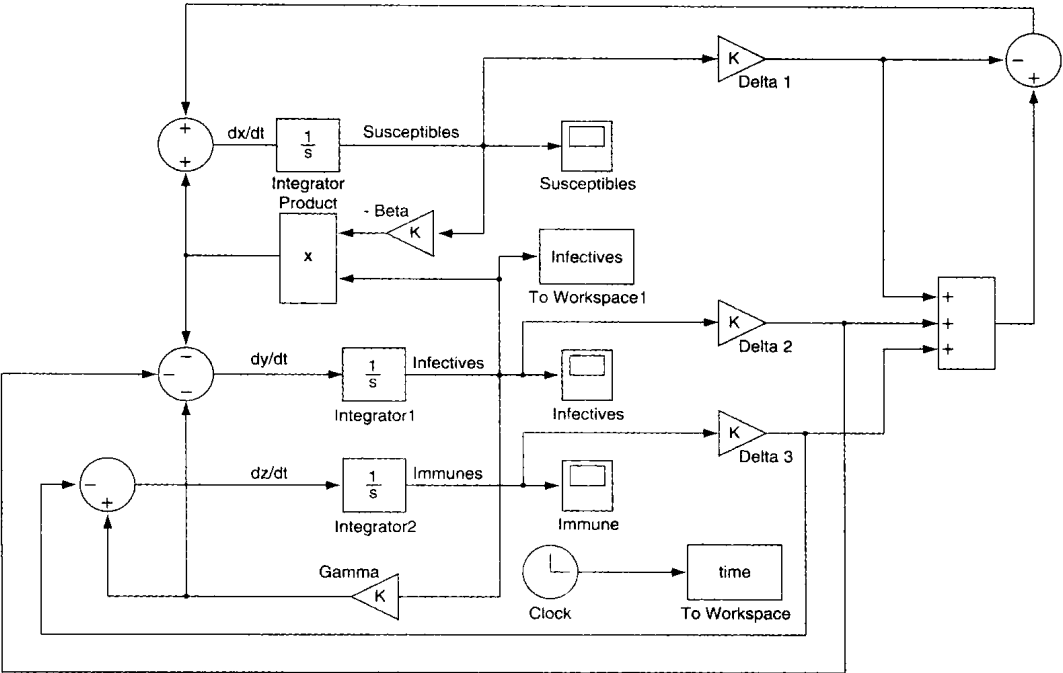 K
Delta 1
−
+
+
+
dx/dt
1
s
Integrator
Susceptibles
Susceptibles
Product
x
- Beta
K
Infectives
To Workspace1
+
+
+
K
Delta 2
−
−
−
dy/dt
1
s
Integrator1
Infectives
Infectives
K
Delta 3
−
+
dz/dt
1
s
Integrator2
Immunes
Immune
Gamma
K
Clock
time
To Workspace